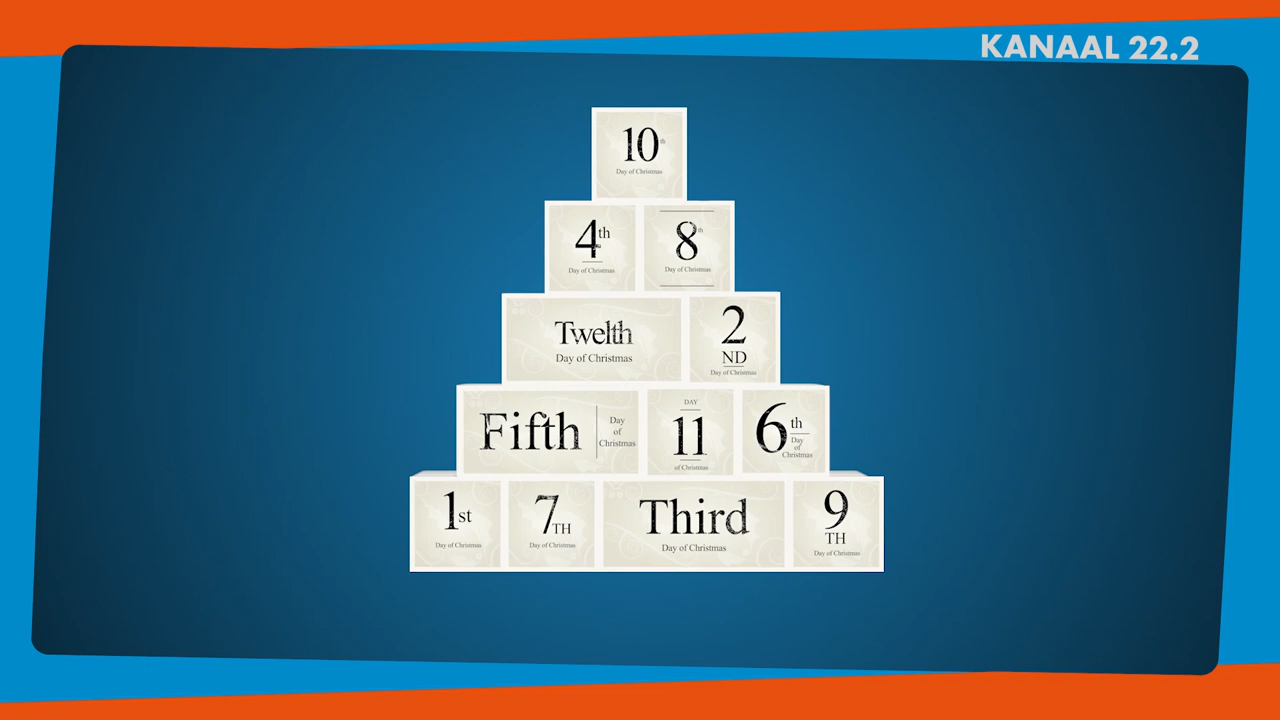 KANAAL 22.2
10th
Day of Christmas
4th
Day of Christmas
8th
Day of Christmas
Twelth
Day of Christmas
2
ND
Day of Christmas
Fifth
Day
of
Christmas
DAY
11
of Christmas
6th
Day
of
Christmas
1st
Day of Christmas
7TH
Day of Christmas
Third
Day of Christmas
9
TH
Day of Christmas